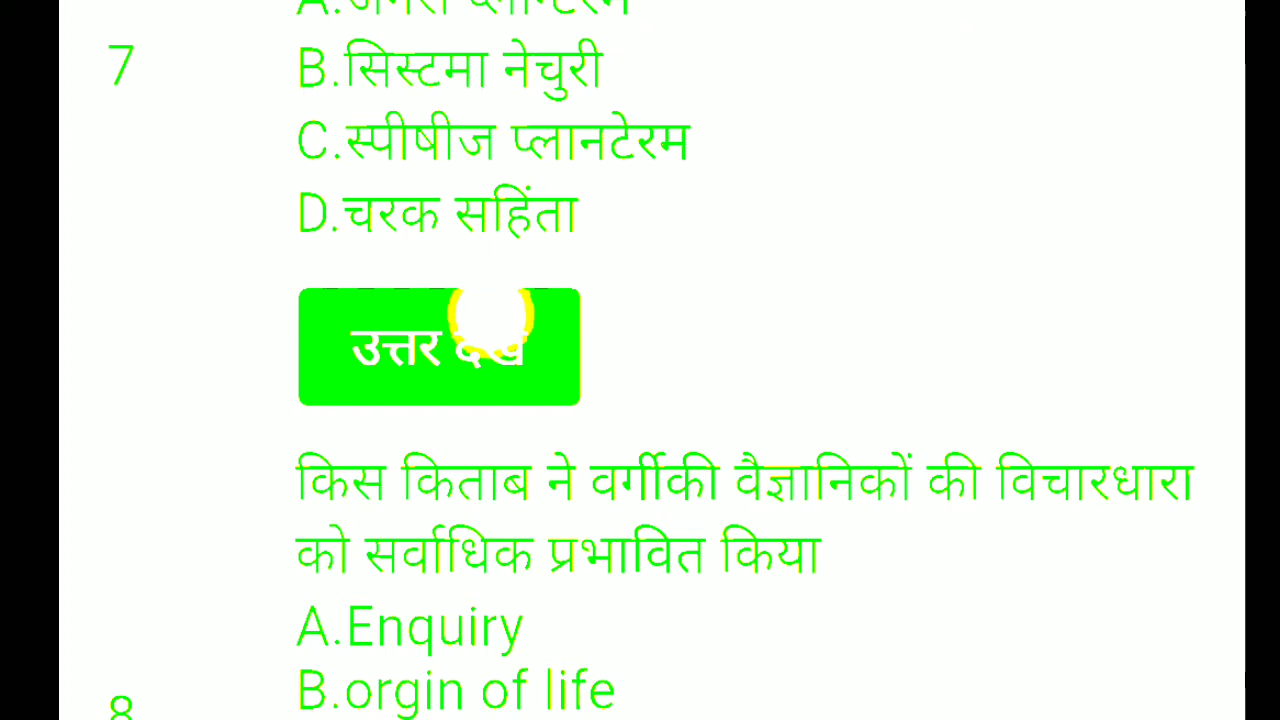 7
B.सिस्टमा नेचुरी
C.स्पीषीज प्लानटेरम
D.चरक सहिंता
उत्तर
किस किताब ने वर्गीकी वैज्ञानिकों की विचारधारा
को सर्वाधिक प्रभावित किया
A.Enquiry
B.orgin of life
8